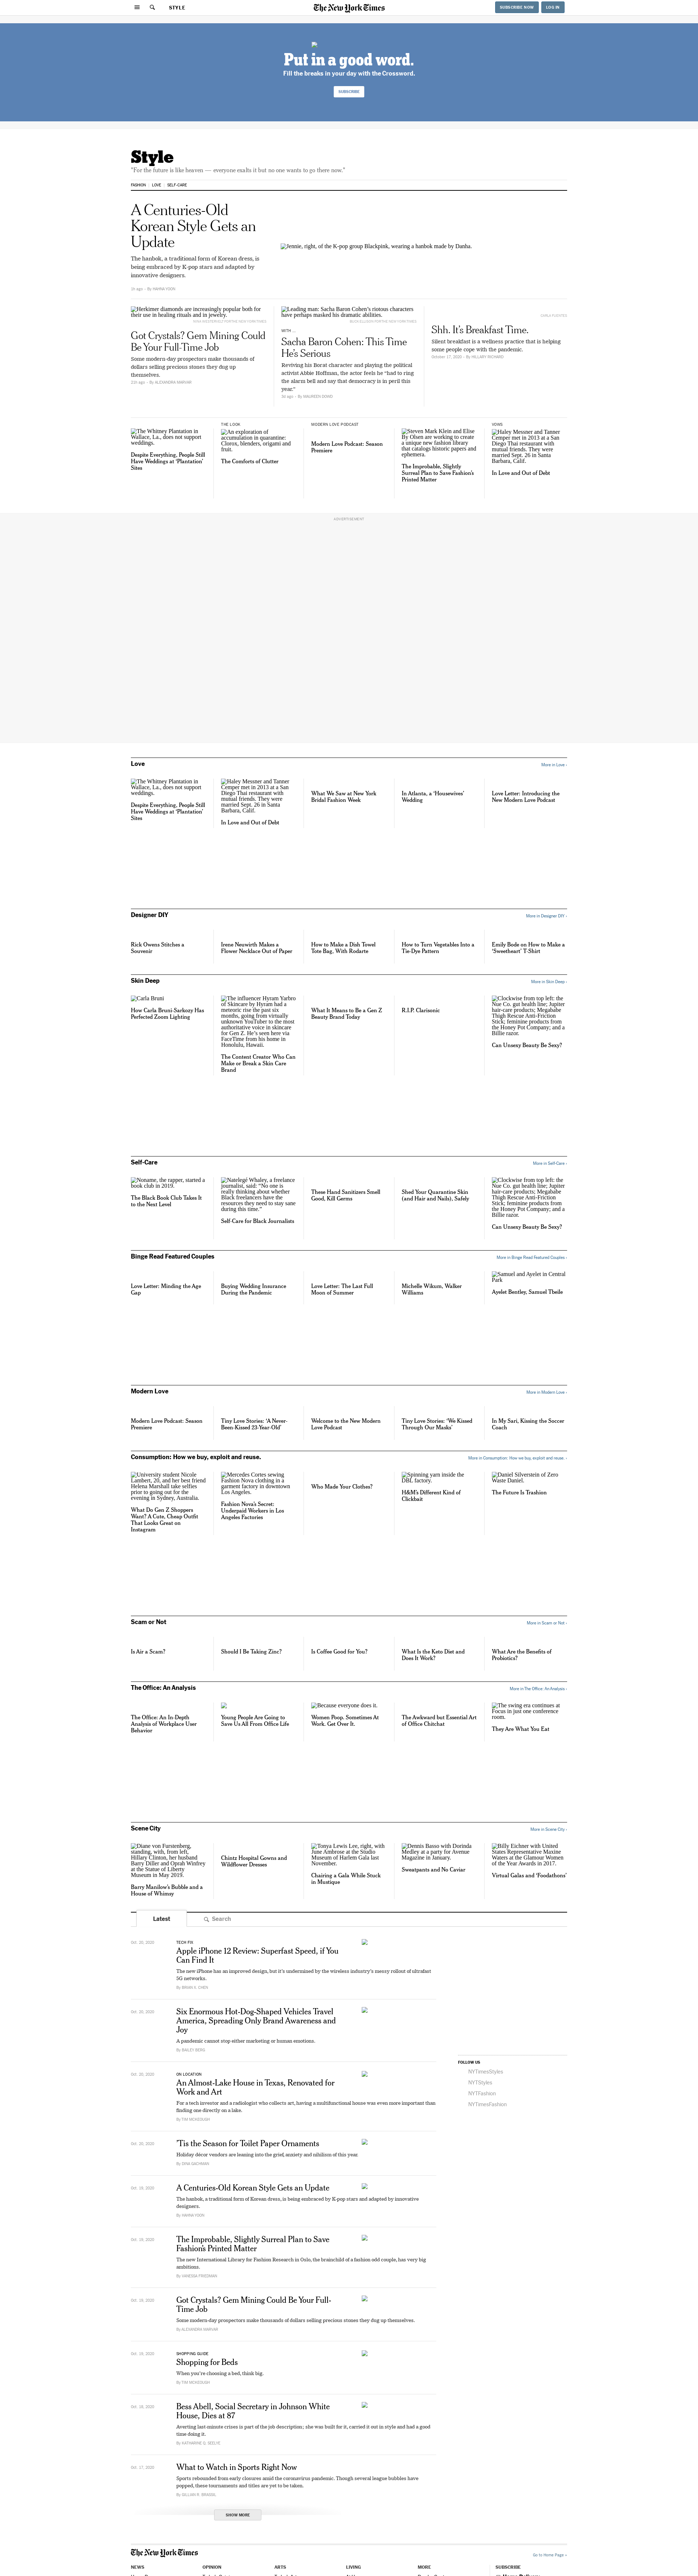 STYLE
The New York Times
SUBSCRIBE NOW
LOG IN
Put in a good word.
Fill the breaks in your day with the Crossword.
SUBSCRIBE
Style
"For the future is like heaven — everyone exalts it but no one wants to go there now."
FASHION
LOVE
SELF-CARE
A Centuries-Old
Korean Style Gets an
Update
The hanbok, a traditional form of Korean dress, is
being embraced by K-pop stars and adapted by
innovative designers.
By HAHNA YOON
Jennie, right, of the K-pop group Blackpink, wearing a hanbok made by Danha.
Herkimer diamonds are increasingly popular both for
their use in healing rituals and in jewelry.
Got Crystals? Gem Mining Could
Be Your Full-Time Job
Some modern-day prospectors make thousands of
dollars selling precious stones they dug up
themselves.
By ALEXANDRA MARVAR
Leading man: Sacha Baron Cohen's riotous characters
have perhaps masked his dramatic abilities.
WITH ...
Sacha Baron Cohen: This Time
He's Serious
Reviving his Borat character and playing the political
activist Abbie Hoffman, the actor feels he "had to ring
the alarm bell and say that democracy is in peril this
year."
By MAUREEN DOWD
Shh. It's Breakfast Time.
Silent breakfast is a wellness practice that is helping
some people cope with the pandemic.
October 17, 2020 · By HILLARY RICHARD
The Whitney Plantation in
Wallace, La., does not support
weddings.
Despite Everything, People Still
Have Weddings at 'Plantation'
Sites
THE LOOK
An exploration of
accumulation in quarantine:
Clorox, blenders, origami and
fruit.
The Comforts of Clutter
MODERN LOVE PODCAST
Modern Love Podcast: Season
Premiere
Steven Mark Klein and Elise
By Olsen are working to create
a unique new fashion library
that catalogs historic papers and
ephemera.
The Improbable, Slightly
Surreal Plan to Save Fashion's
Printed Matter
VOWS
Haley Messner and Tanner
Cemper met in 2013 at a San
Diego Thai restaurant with
mutual friends. They were
married Sept. 26 in Santa
Barbara, Calif.
In Love and Out of Debt
ADVERTISEMENT
Love
More in Love ›
The Whitney Plantation in
Wallace, La., does not support
weddings.
Despite Everything, People Still
Have Weddings at 'Plantation'
Sites
Haley Messner and Tanner
Cemper met in 2013 at a San
Diego Thai restaurant with
mutual friends. They were
married Sept. 26 in Santa
Barbara, Calif.
In Love and Out of Debt
What We Saw at New York
Bridal Fashion Week
In Atlanta, a 'Housewives'
Wedding
Love Letter: Introducing the
New Modern Love Podcast
Designer DIY
More in Designer DIY ›
Rick Owens Stitches a
Souvenir
Irene Neuwirth Makes a
Flower Necklace Out of Paper
How to Make a Dish Towel
Tote Bag, With Rodarte
How to Turn Vegetables Into a
Tie-Dye Pattern
Emily Bode on How to Make a
'Sweetheart' T-Shirt
Skin Deep
More in Skin Deep ›
Carla Bruni
How Carla Bruni-Sarkozy Has
Perfected Zoom Lighting
The influencer Hyram Yarbro
of Skincare by Hyram had a
meteoric rise the past six
months, going from virtually
unknown YouTuber to the most
authoritative voice in skincare
for Gen Z. He's seen here via
FaceTime from his home in
Honolulu, Hawaii.
The Content Creator Who Can
Make or Break a Skin Care
Brand
What It Means to Be a Gen Z
Beauty Brand Today
R.I.P. Clarisonic
Clockwise from top left: the
Nue Co. gut health line; Jupiter
hair-care products; Megababe
Thigh Rescue Anti-Friction
Stick; feminine products from
the Honey Pot Company; and a
Billie razor.
Can Unsexy Beauty Be Sexy?
Self-Care
More in Self-Care ›
Noname, the rapper, started a
book club in 2019.
The Black Book Club Takes It
to the Next Level
Natelegé Whaley, a freelance
journalist, said: "No one is
really thinking about whether
Black freelancers have the
resources they need to stay sane
during this time."
Self-Care for Black Journalists
These Hand Sanitizers Smell
Good, Kill Germs
Shed Your Quarantine Skin
(and Hair and Nails), Safely
Clockwise from top left: the
Nue Co. gut health line; Jupiter
hair-care products; Megababe
Thigh Rescue Anti-Friction
Stick; feminine products from
the Honey Pot Company; and a
Billie razor.
Can Unsexy Beauty Be Sexy?
Binge Read Featured Couples
More in Binge Read Featured Couples ›
Love Letter: Minding the Age
Gap
Buying Wedding Insurance
During the Pandemic
Love Letter: The Last Full
Moon of Summer
Michelle Wikum, Walker
Williams
Samuel and Ayelet in Central
Park
Ayelet Bentley, Samuel Theile
Modern Love
More in Modern Love ›
Modern Love Podcast: Season
Premiere
Tiny Love Stories: 'A Never-
Been-Kissed 23-Year-Old'
Welcome to the New Modern
Love Podcast
Tiny Love Stories: 'We Kissed
Through Our Masks'
In My Sari, Kissing the Soccer
Coach
Consumption: How we buy, exploit and reuse.
More in Consumption: How we buy, exploit and reuse. ›
University student Nicole
Lambert, 20, and her best friend
Helena Marshall take selfies
prior to going out for the
evening in Sydney, Australia.
What Do Gen Z Shoppers
Want? A Cute, Cheap Outfit
That Looks Great on
Instagram
Mercedes Cortes sewing
Fashion Nova clothing in a
garment factory in downtown
Los Angeles.
Fashion Nova's Secret:
Underpaid Workers in Los
Angeles Factories
Who Made Your Clothes?
Spinning yarn inside the
DBL factory.
H&M's Different Kind of
Clickbait
Daniel Silverstein of Zero
Waste Daniel.
The Future Is Trashion
Scam or Not
More in Scam or Not ›
Is Air a Scam?
Should I Be Taking Zinc?
Is Coffee Good for You?
What Is the Keto Diet and
Does It Work?
What Are the Benefits of
Probiotics?
The Office: An Analysis
More in The Office: An Analysis ›
The Office: An In-Depth
Analysis of Workplace User
Behavior
Young People Are Going to
Save Us All From Office Life
Because everyone does it.
Women Poop. Sometimes At
Work. Get Over It.
The Awkward but Essential Art
of Office Chitchat
The swing era continues at
Focus in just one conference
room.
They Are What You Eat
Scene City
More in Scene City ›
Diane von Furstenberg,
standing, with, from left,
Hillary Clinton, her husband
Barry Diller and Oprah Winfrey
at the Statue of Liberty
Museum in May 2019.
Barry Manilow's Bubble and a
House of Whimsy
Chintz Hospital Gowns and
Wildflower Dresses
Tonya Lewis Lee, right, with
June Ambrose at the Studio
Museum of Harlem Gala last
November.
Chairing a Gala While Stuck
in Mustique
Dennis Basso with Dorinda
Medley at a party for Avenue
Magazine in January.
Sweatpants and No Caviar
Billy Eichner with United
States Representative Maxine
Waters at the Glamour Women
of the Year Awards in 2017.
Virtual Galas and 'Foodathons'
Latest
Search
Oct. 20, 2020
TECH FIX
Apple iPhone 12 Review: Superfast Speed, if You
Can Find It
The new iPhone has an improved design, but it's undermined by the wireless industry's messy rollout of ultrafast
5G networks.
By BRIAN X. CHEN
Oct. 20, 2020
Six Enormous Hot-Dog-Shaped Vehicles Travel
America, Spreading Only Brand Awareness and
Joy
A pandemic cannot stop either marketing or human emotions.
By BAILEY BERG
FOLLOW US
NYTimesStyles
NYTStyles
NYTFashion
NYTimesFashion
Oct. 20, 2020
ON LOCATION
An Almost-Lake House in Texas, Renovated for
Work and Art
For a tech investor and a radiologist who collects art, having a multifunctional house was even more important than
finding one directly on a lake.
By TIM MCKEOUGH
Oct. 20, 2020
'Tis the Season for Toilet Paper Ornaments
Holiday décor vendors are leaning into the grief, anxiety and nihilism of this year.
By DINA GACHMAN
Oct. 19, 2020
A Centuries-Old Korean Style Gets an Update
The hanbok, a traditional form of Korean dress, is being embraced by K-pop stars and adapted by innovative
designers.
By HAHNA YOON
Oct. 19, 2020
The Improbable, Slightly Surreal Plan to Save
Fashion's Printed Matter
The new International Library for Fashion Research in Oslo, the brainchild of a fashion odd couple, has very big
ambitions.
By VANESSA FRIEDMAN
Oct. 19, 2020
Got Crystals? Gem Mining Could Be Your Full-
Time Job
Some modern-day prospectors make thousands of dollars selling precious stones they dug up themselves.
By ALEXANDRA MARVAR
Oct. 19, 2020
SHOPPING GUIDE
Shopping for Beds
When you're choosing a bed, think big.
By TIM MCKEOUGH
Oct. 18, 2020
Bess Abell, Social Secretary in Johnson White
House, Dies at 87
Averting last-minute crises is part of the job description; she was built for it, carried it out in style and had a good
time doing it.
By KATHARINE Q. SEELYE
Oct. 17, 2020
What to Watch in Sports Right Now
Sports rebounded from early closures amid the coronavirus pandemic. Though several league bubbles have
popped, these tournaments and titles are yet to be taken.
By GILLIAN R. BRASSIL
SHOW MORE
The New York Times
Go to Home Page »
NEWS
OPINION
ARTS
LIVING
MORE
SUBSCRIBE